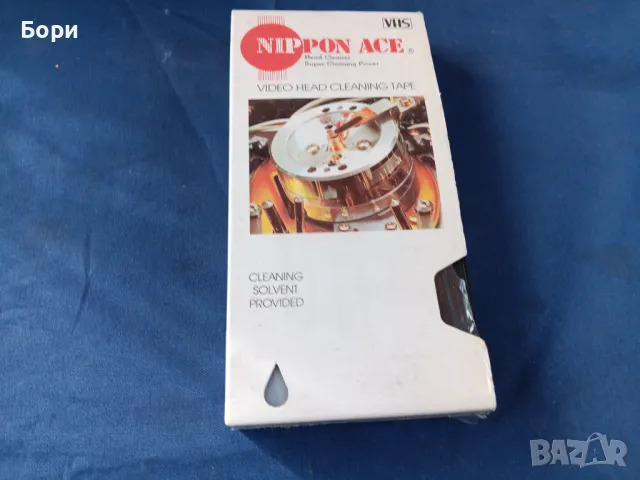 Бори
VHS
NIPPON ACE ®
Head Cleaner
Super Cleaning Power
VIDEO HEAD CLEANING TAPE
CLEANING
SOLVENT
PROVIDED
BAZAR